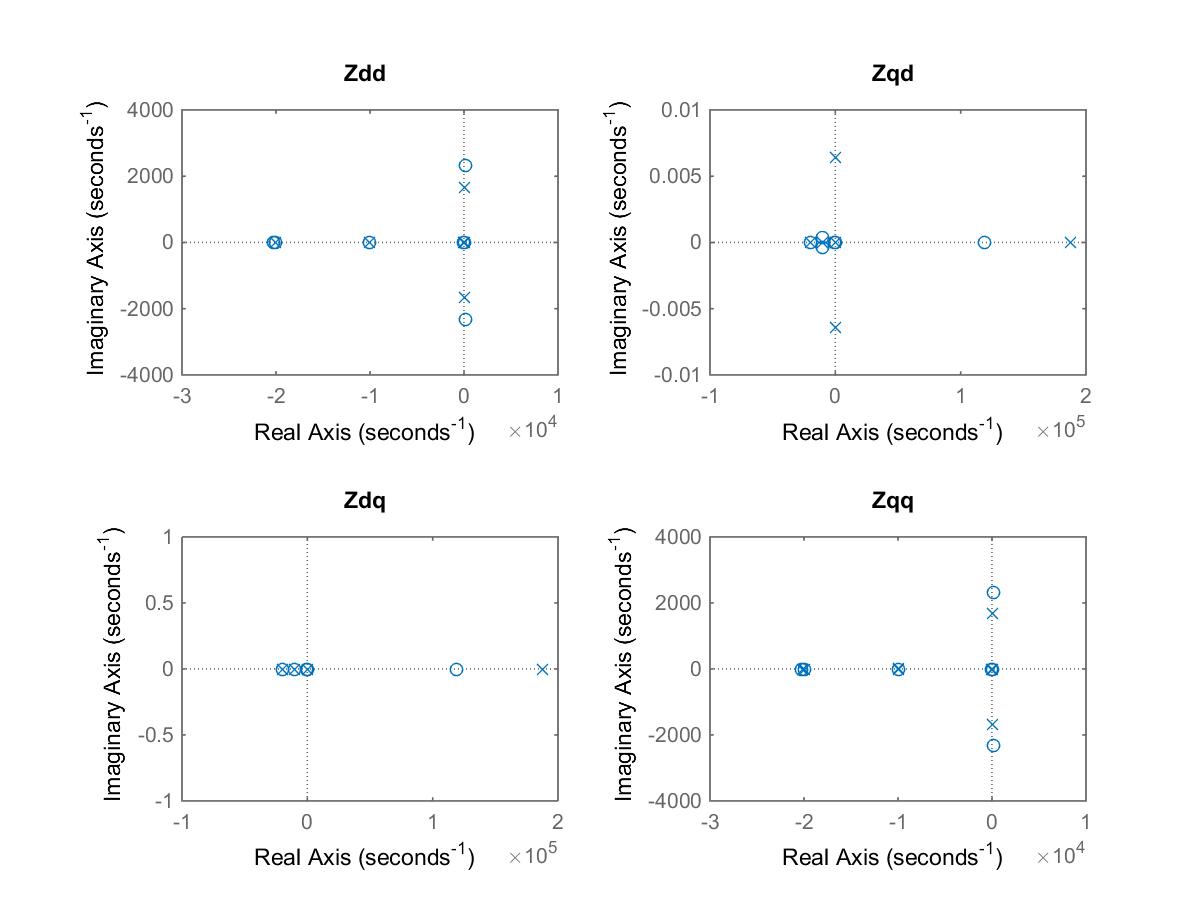 Zdd
Imaginary Axis (seconds⁻¹)
4000
2000
0
-2000
-4000
-3 -2 -1 0 1
×10⁴
Real Axis (seconds⁻¹)
Zqd
Imaginary Axis (seconds⁻¹)
0.01
0.005
0
-0.005
-0.01
-1 0 1 2
×10⁵
Real Axis (seconds⁻¹)
Zdq
Imaginary Axis (seconds⁻¹)
1
0.5
0
-0.5
-1
-1 0 1 2
×10⁵
Real Axis (seconds⁻¹)
Zqq
Imaginary Axis (seconds⁻¹)
4000
2000
0
-2000
-4000
-3 -2 -1 0 1
×10⁴
Real Axis (seconds⁻¹)